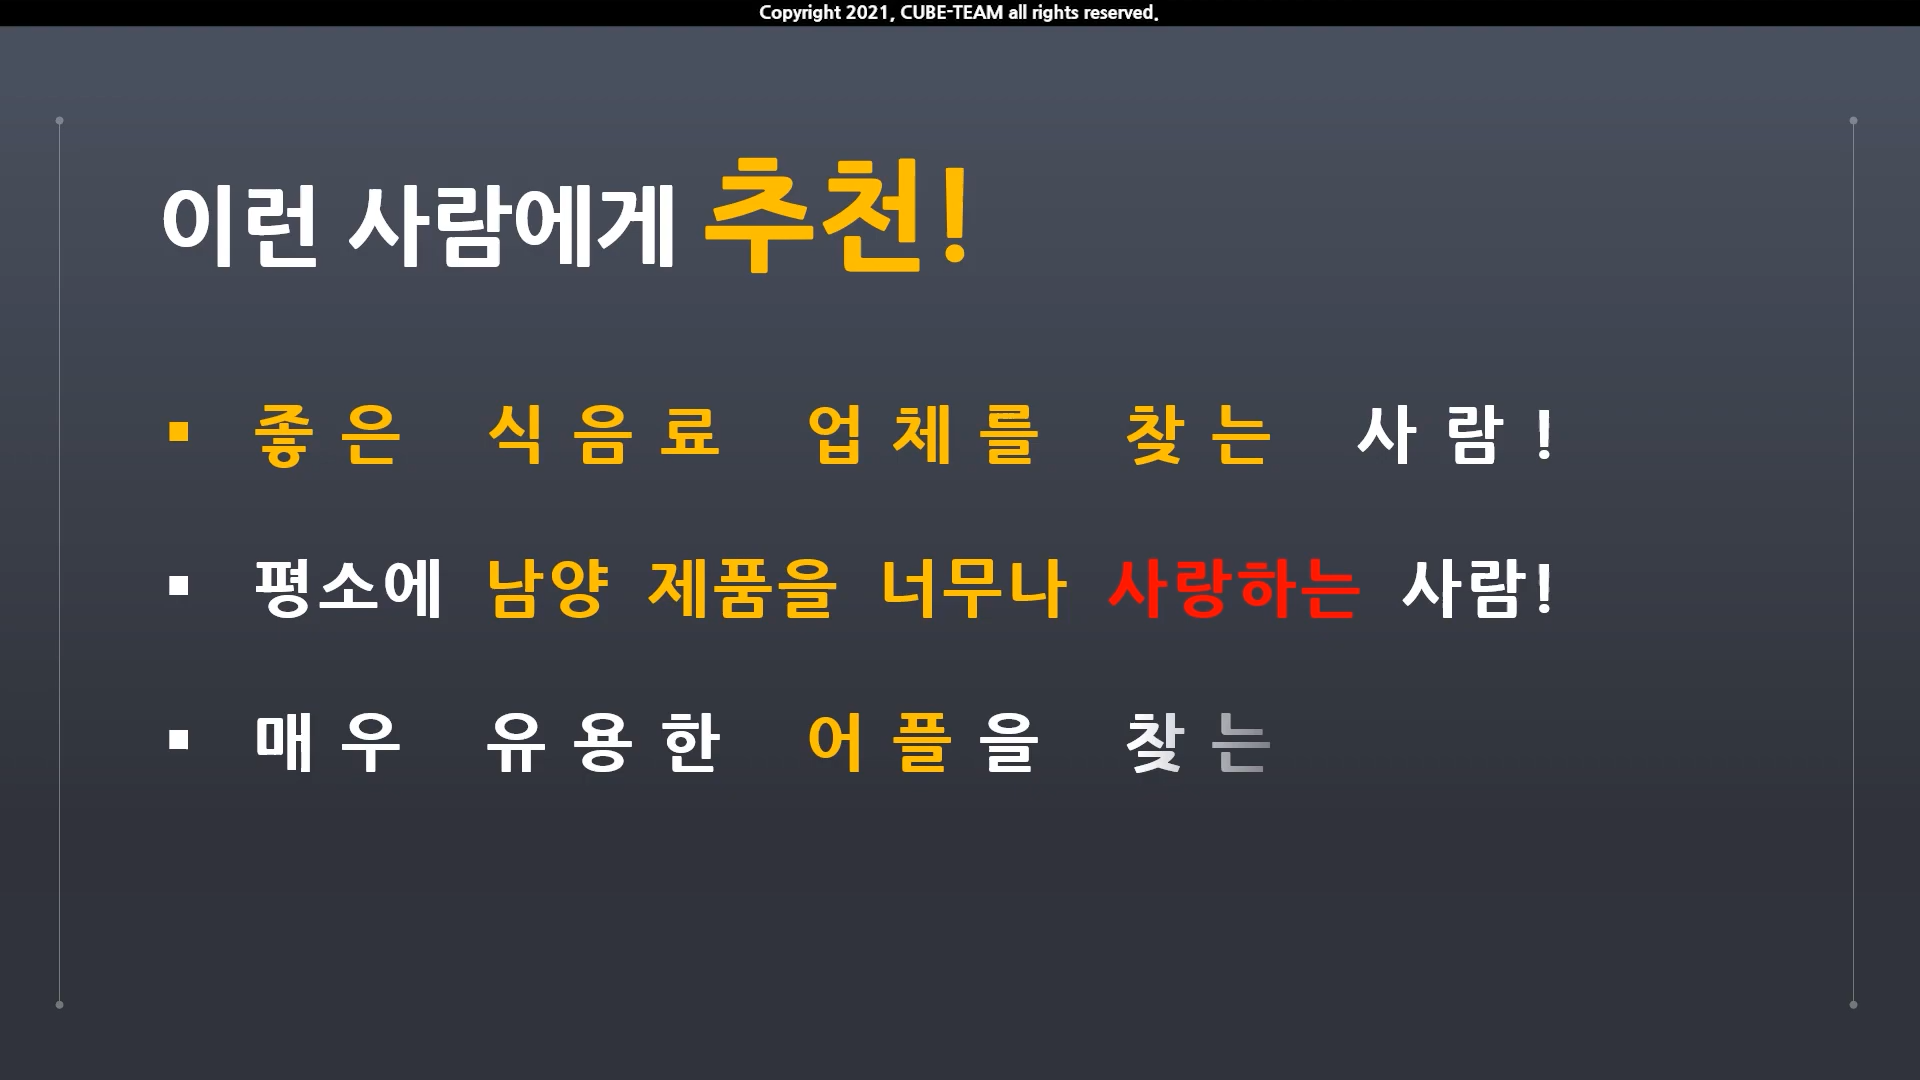 Copyright 2021, CUBE-TEAM all rights reserved.
이런 사람에게 추천!
▪ 좋은 식음료 업체를 찾는 사람!
▪ 평소에 남양 제품을 너무나 사랑하는 사람!
▪ 매우 유용한 어플을 찾는